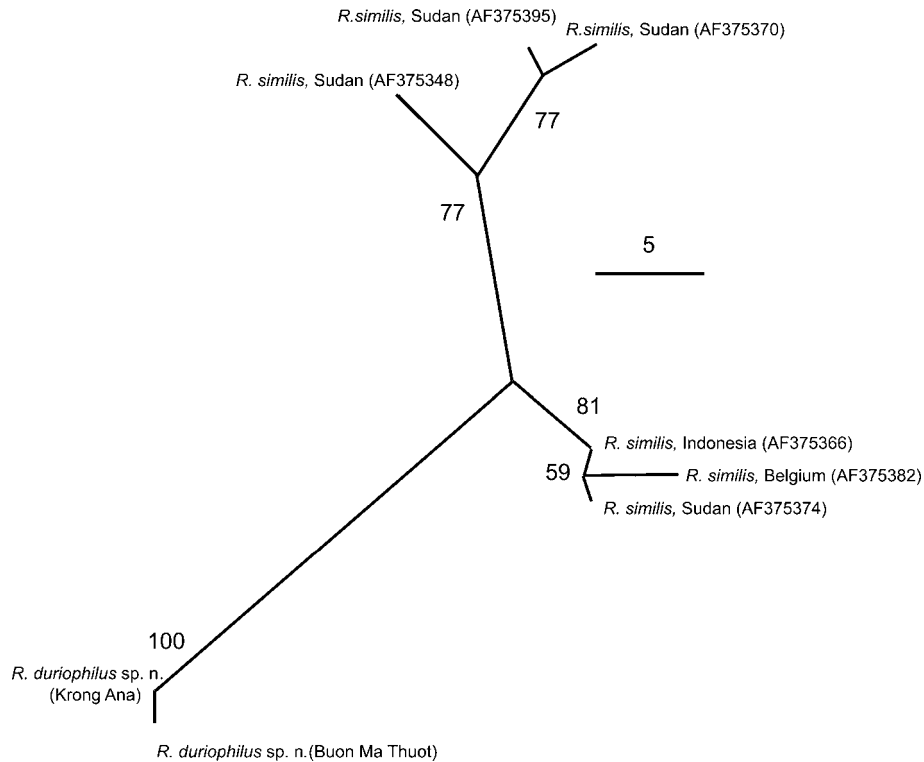 R.similis, Sudan (AF375395)
R.similis, Sudan (AF375370)
R. similis, Sudan (AF375348)
77
77
5
81
R. similis, Indonesia (AF375366)
59
R. similis, Belgium (AF375382)
R. similis, Sudan (AF375374)
100
R. duriophilus sp. n.
(Krong Ana)
R. duriophilus sp. n.(Buon Ma Thuot)